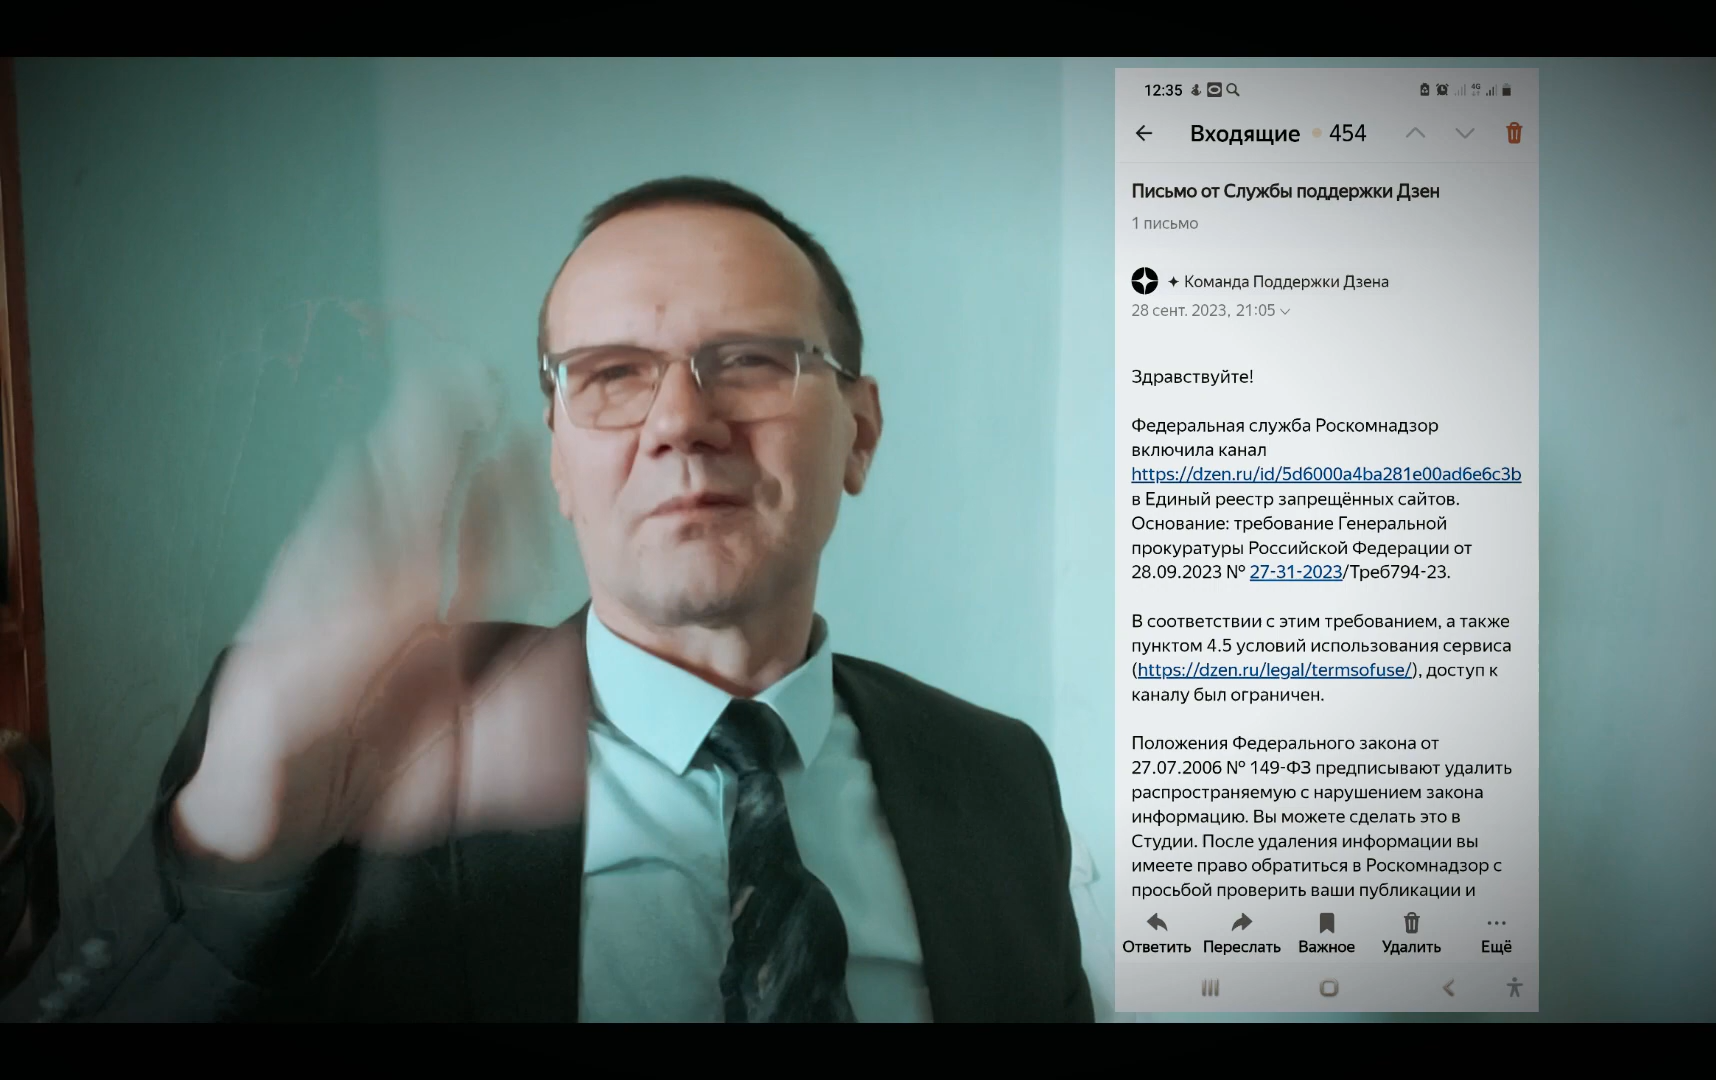 12:35
4G
Входящие 454
Письмо от Службы поддержки Дзен
1 письмо
Команда Поддержки Дзена
28 сент. 2023, 21:05
Здравствуйте!
Федеральная служба Роскомнадзор
включила канал
https://dzen.ru/id/5d6000a4ba281e00ad6e6c3b
в Единый реестр запрещённых сайтов.
Основание: требование Генеральной
прокуратуры Российской Федерации от
28.09.2023 № 27-31-2023/Треб794-23.
В соответствии с этим требованием, а также
пунктом 4.5 условий использования сервиса
(https://dzen.ru/legal/termsofuse/), доступ к
каналу был ограничен.
Положения Федерального закона от
27.07.2006 № 149-ФЗ предписывают удалить
распространяемую с нарушением закона
информацию. Вы можете сделать это в
Студии. После удаления информации вы
имеете право обратиться в Роскомнадзор с
просьбой проверить ваши публикации и
Ответить Переслать Важное Удалить Ещё